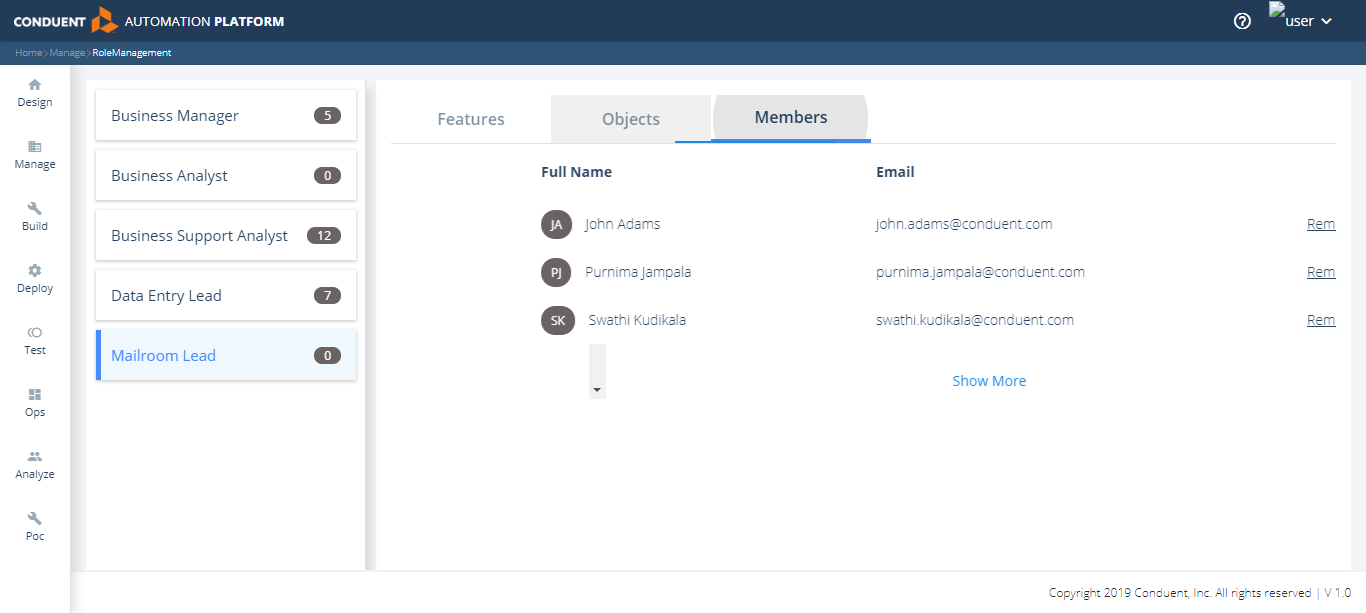 CONDUENT AUTOMATION PLATFORM
user
Home>Manage>RoleManagement
Design
Manage
Build
Deploy
Test
Ops
Analyze
Poc
Business Manager 5
Business Analyst 0
Business Support Analyst 12
Data Entry Lead 7
Mailroom Lead 0
Features Objects Members
Full Name Email
JA John Adams john.adams@conduent.com Rem
PJ Purnima Jampala purnima.jampala@conduent.com Rem
SK Swathi Kudikala swathi.kudikala@conduent.com Rem
Show More
Copyright 2019 Conduent, Inc. All rights reserved | V 1.0